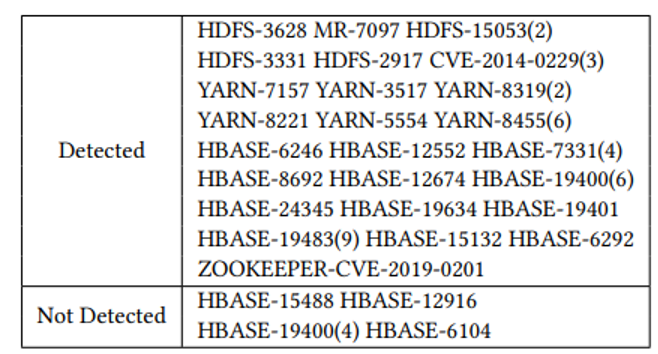 HDFS-3628 MR-7097 HDFS-15053(2)
HDFS-3331 HDFS-2917 CVE-2014-0229(3)
YARN-7157 YARN-3517 YARN-8319(2)
YARN-8221 YARN-5554 YARN-8455(6)
Detected
HBASE-6246 HBASE-12552 HBASE-7331(4)
HBASE-8692 HBASE-12674 HBASE-19400(6)
HBASE-24345 HBASE-19634 HBASE-19401
HBASE-19483(9) HBASE-15132 HBASE-6292
ZOOKEEPER-CVE-2019-0201
Not Detected
HBASE-15488 HBASE-12916
HBASE-19400(4) HBASE-6104